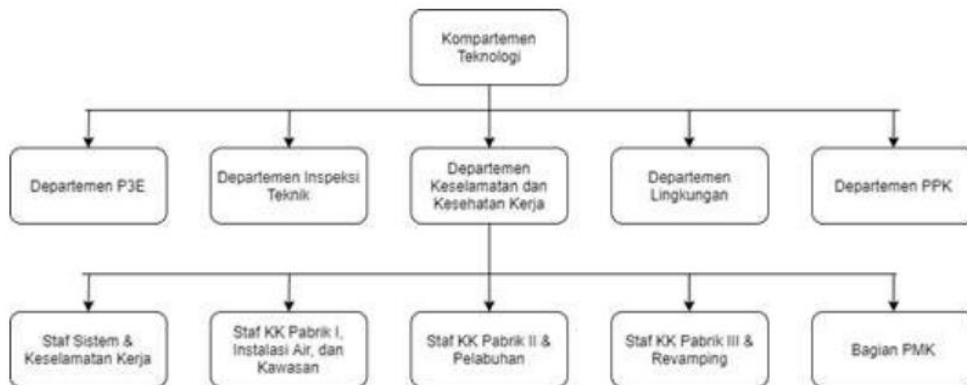 Kompartemen
Teknologi
Departemen P3E
Departemen Inspeksi
Teknik
Departemen
Keselamatan dan
Kesehatan Kerja
Departemen
Lingkungan
Departemen PPK
Staf Sistem &
Keselamatan Kerja
Staf KK Pabrik I,
Instalasi Air, dan
Kawasan
Staf KK Pabrik II &
Pelabuhan
Staf KK Pabrik III &
Revamping
Bagian PMK